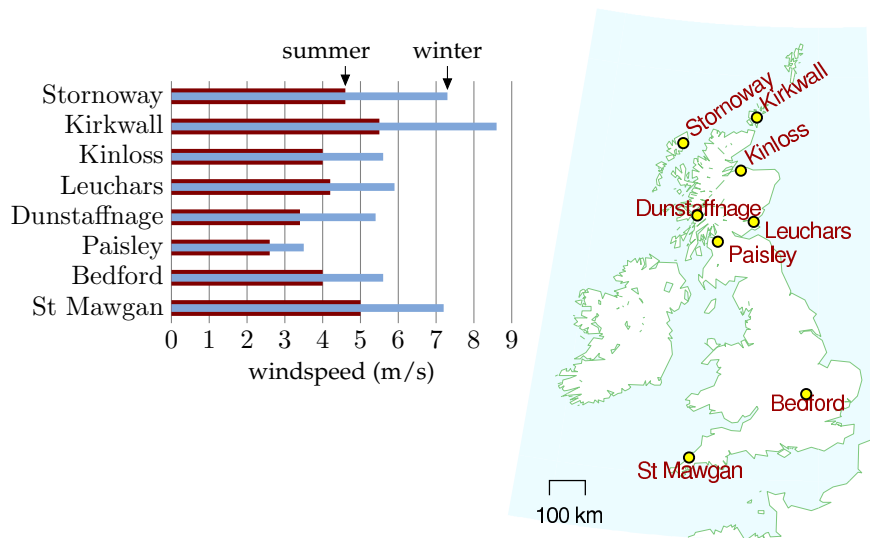 summer winter
Stornoway
Kirkwall
Kinloss
Leuchars
Dunstaffnage
Paisley
Bedford
St Mawgan
0 1 2 3 4 5 6 7 8 9
windspeed (m/s)
Stornoway
Kirkwall
Kinloss
Dunstaffnage
Leuchars
Paisley
Bedford
St Mawgan
100 km